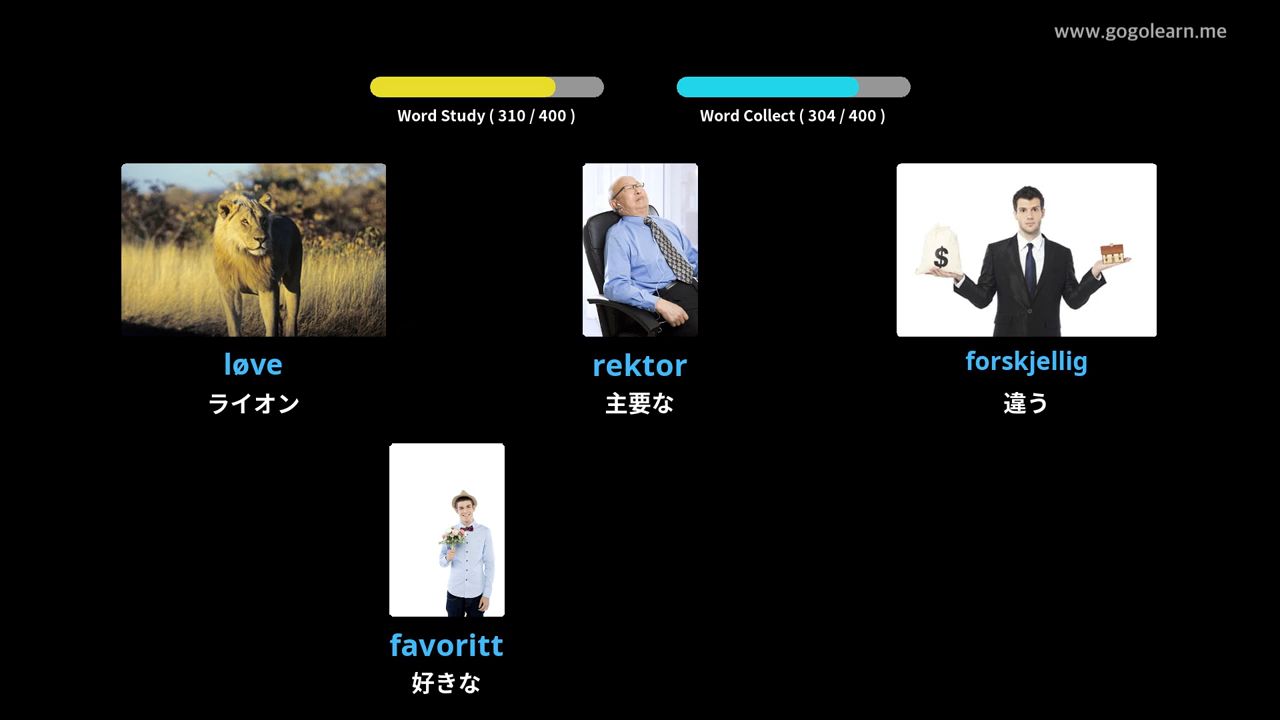 www.gogolearn.me
Word Study ( 310 / 400 )
Word Collect ( 304 / 400 )
løve
ライオン
rektor
主要な
forskjellig
違う
$
favoritt
好きな